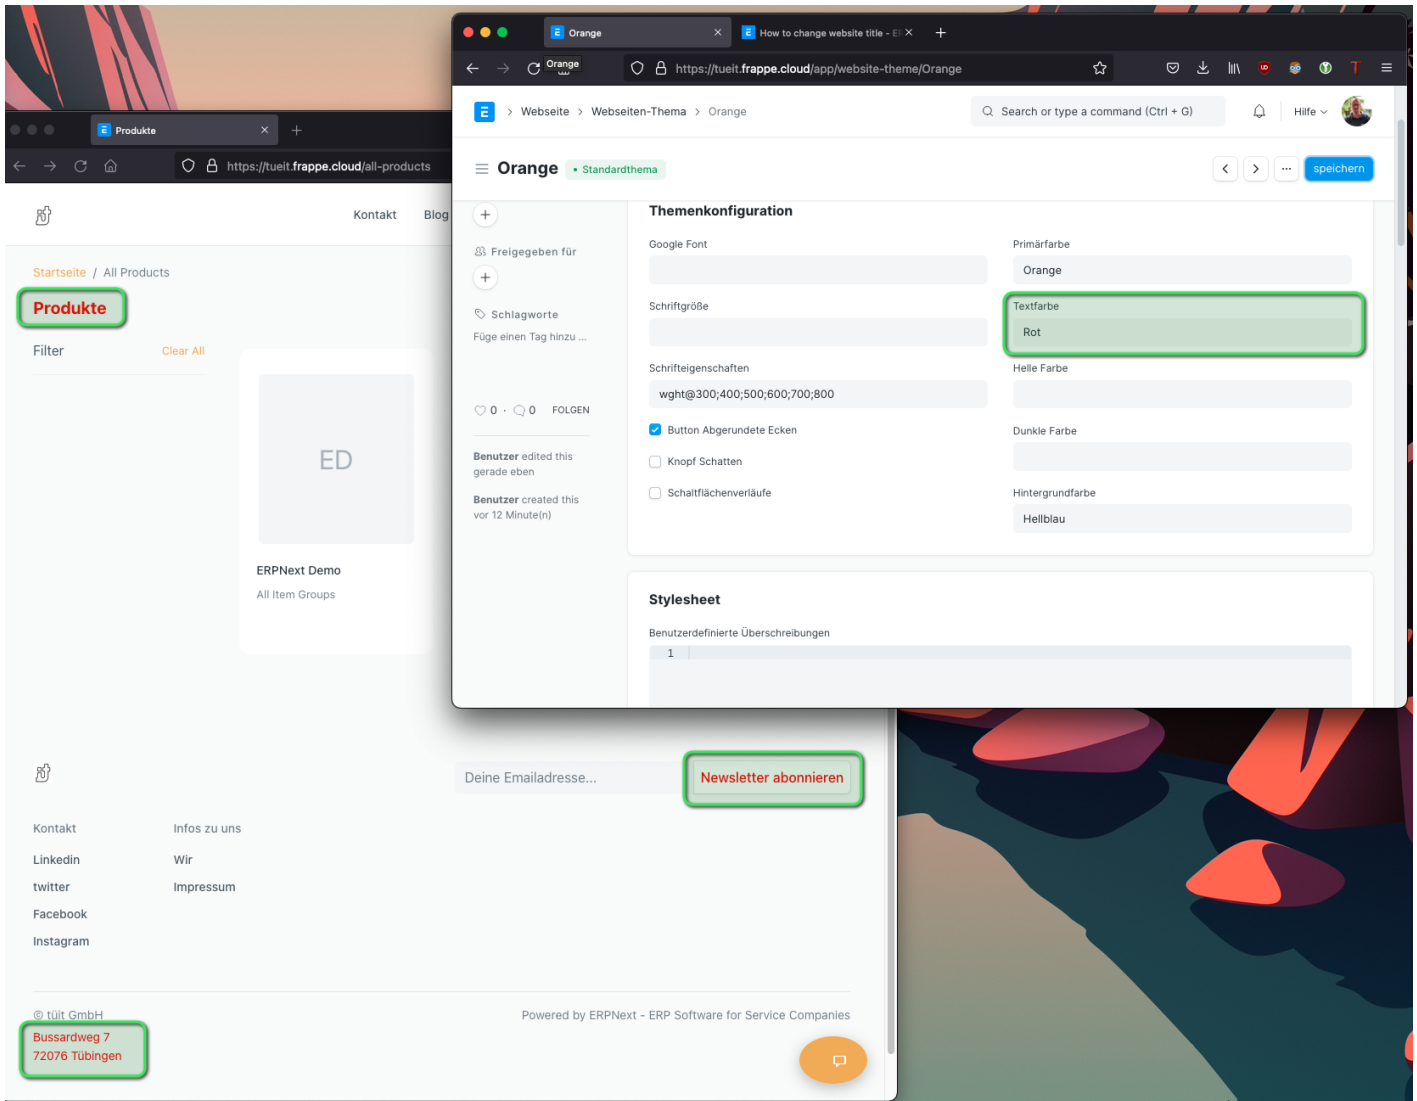 Orange
How to change website title - E
Orange
https://tueit.frappe.cloud/app/website-theme/Orange
Webseite > Webseiten-Thema > Orange
Search or type a command (Ctrl + G)
Hilfe
Orange
• Standardthema
speichern
Freigegeben für
Schlagworte
Füge einen Tag hinzu ...
0 · 0 FOLGEN
Benutzer edited this
gerade eben
Benutzer created this
vor 12 Minute(n)
Themenkonfiguration
Google Font
Primärfarbe
Orange
Schriftgröße
Textfarbe
Rot
Schrifteigenschaften
Helle Farbe
wght@300;400;500;600;700;800
Button Abgerundete Ecken
Dunkle Farbe
Knopf Schatten
Schaltflächenverläufe
Hintergrundfarbe
Hellblau
Stylesheet
Benutzerdefinierte Überschreibungen
1
Produkte
https://tueit.frappe.cloud/all-products
Kontakt Blog
Startseite / All Products
Produkte
Filter
Clear All
ED
ERPNext Demo
All Item Groups
Deine Emailadresse...
Newsletter abonnieren
Kontakt
Infos zu uns
Linkedin
Wir
twitter
Impressum
Facebook
Instagram
© tüit GmbH
Powered by ERPNext - ERP Software for Service Companies
Bussardweg 7
72076 Tübingen